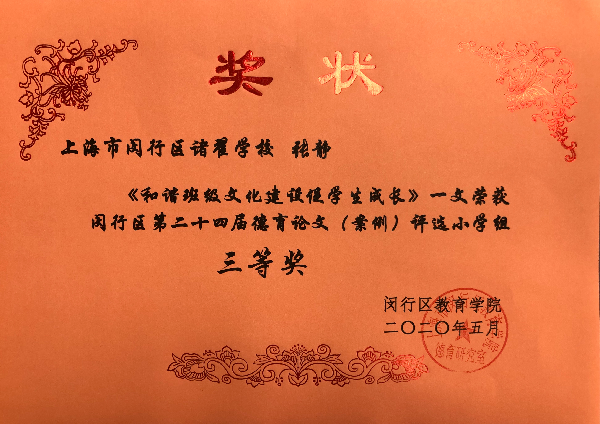 奖 状
上海市闵行区诸翟学校 张静
《和谐班级文化建设促学生成长》一文荣获
闵行区第二十四届德育论文（案例）评选小学组
三等奖
闵行区教育学院
二〇二〇年五月
德育研究室